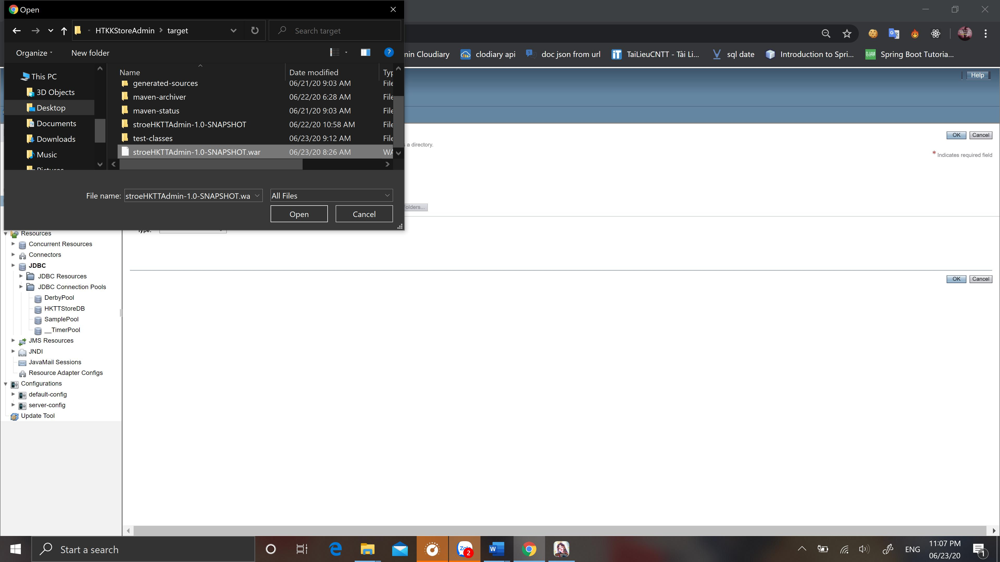 Open
« HTKKStoreAdmin > target
Search target
Organize
New folder
?
min Cloudiary
clodiary api
doc json from url
TaiLieuCNTT - Tài Li...
sql date
Introduction to Spri...
Spring Boot Tutoria...
Help
This PC
3D Objects
Desktop
Documents
Downloads
Music
Pictures
Name
Date modified
generated-sources 06/21/20 9:03 AM
maven-archiver 06/22/20 6:28 AM
maven-status 06/21/20 9:03 AM
stroeHKTTAdmin-1.0-SNAPSHOT 06/22/20 10:58 AM
test-classes 06/23/20 9:12 AM
stroeHKTTAdmin-1.0-SNAPSHOT.war 06/23/20 8:26 AM WA
File name: stroeHKTTAdmin-1.0-SNAPSHOT.wa
All Files
Open
Cancel
OK Cancel
a directory.
* Indicates required field
Folders...
Type:
OK Cancel
Resources
Concurrent Resources
Connectors
JDBC
JDBC Resources
JDBC Connection Pools
DerbyPool
HKTTStoreDB
SamplePool
__TimerPool
JMS Resources
JNDI
JavaMail Sessions
Resource Adapter Configs
Configurations
default-config
server-config
Update Tool
Start a search
2
ENG
11:07 PM
06/23/20
1